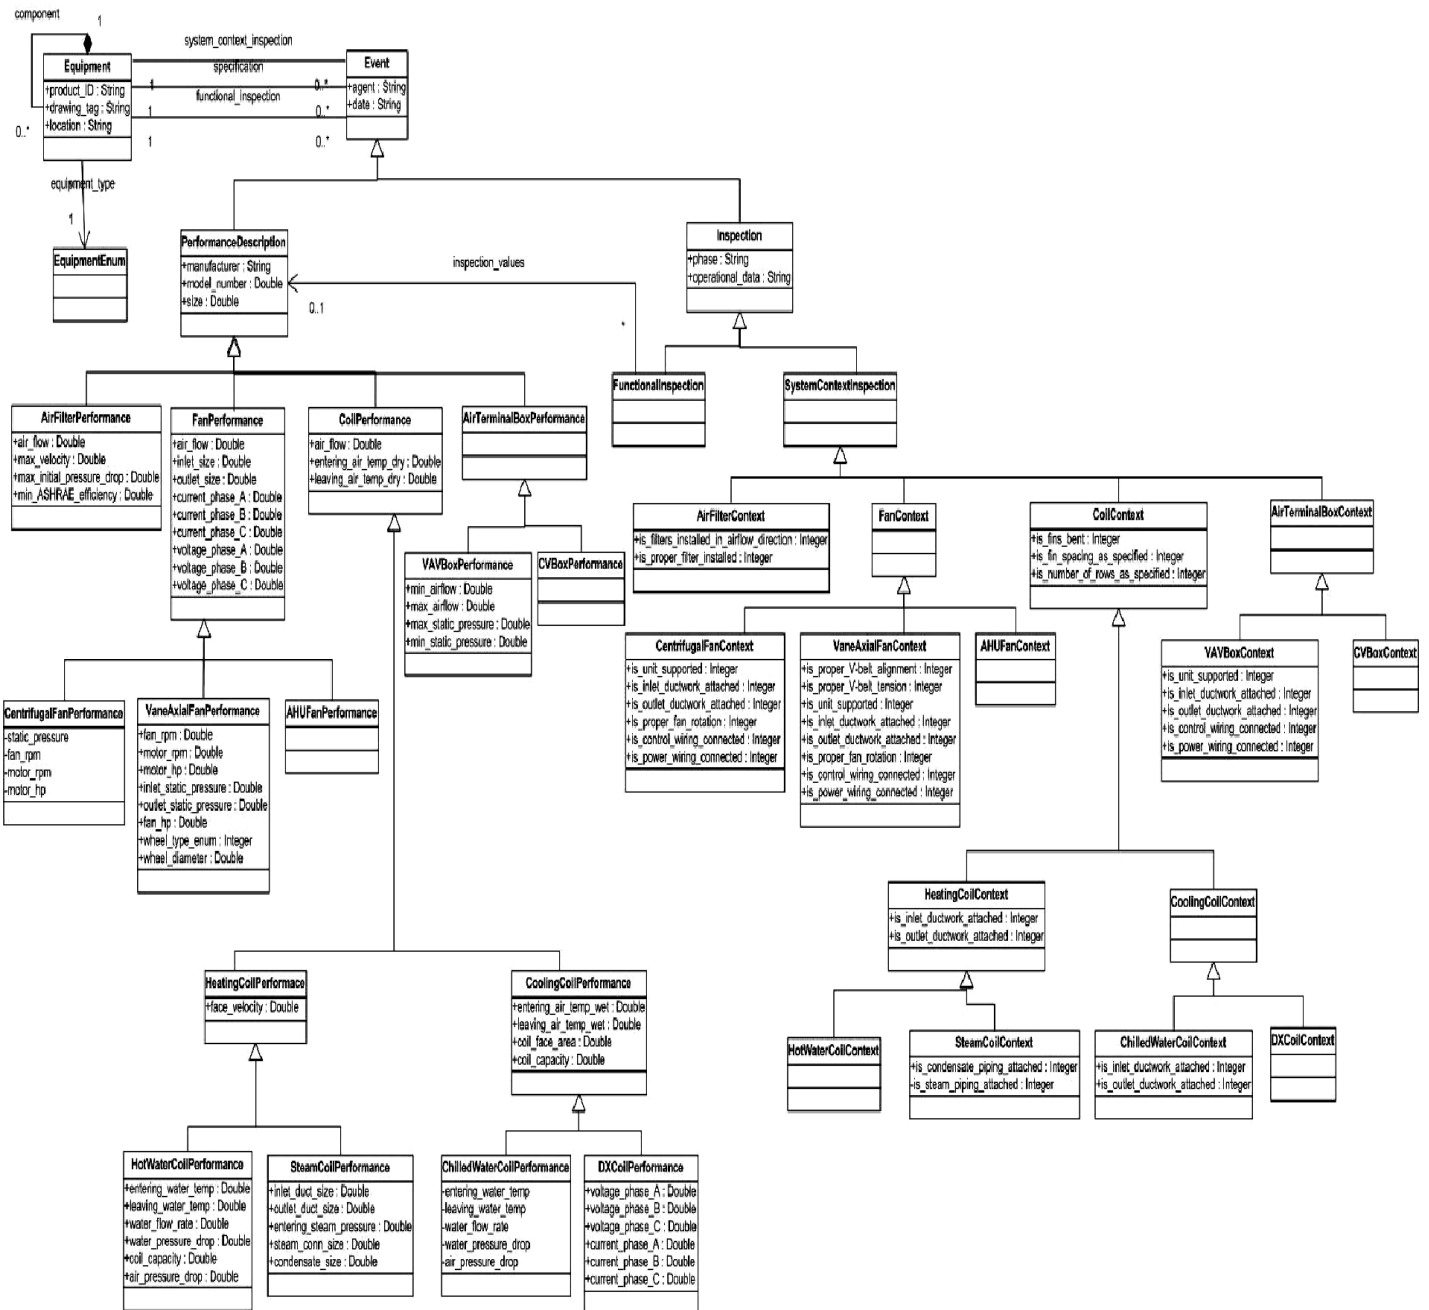 component
1
system_context_inspection
Equipment
+product_ID : String
+drawing_tag : String
+location : String
specification
functional_inspection
Event
+agent : String
+date : String
1
0..*
1
0..*
1
0..*
0..*
equipment_type
1
EquipmentEnum
PerformanceDescription
+manufacturer : String
+model_number : Double
+size : Double
inspection_values
0..1
*
Inspection
+phase : String
+operational_data : String
FunctionalInspection
SystemContextInspection
AirFilterPerformance
+air_flow : Double
+max_velocity : Double
+max_initial_pressure_drop : Double
+min_ASHRAE_efficiency : Double
FanPerformance
+air_flow : Double
+inlet_size : Double
+outlet_size : Double
+current_phase_A : Double
+current_phase_B : Double
+current_phase_C : Double
+voltage_phase_A : Double
+voltage_phase_B : Double
+voltage_phase_C : Double
CoilPerformance
+air_flow : Double
+entering_air_temp_dry : Double
+leaving_air_temp_dry : Double
AirTerminalBoxPerformance
VAVBoxPerformance
+min_airflow : Double
+max_airflow : Double
+max_static_pressure : Double
+min_static_pressure : Double
CVBoxPerformance
AirFilterContext
+is_filters_installed_in_airflow_direction : Integer
+is_proper_filter_installed : Integer
FanContext
CoilContext
+is_fins_bent : Integer
+is_fin_spacing_as_specified : Integer
+is_number_of_rows_as_specified : Integer
AirTerminalBoxContext
CentrifugalFanContext
+is_unit_supported : Integer
+is_inlet_ductwork_attached : Integer
+is_outlet_ductwork_attached : Integer
+is_proper_fan_rotation : Integer
+is_control_wiring_connected : Integer
+is_power_wiring_connected : Integer
VaneAxialFanContext
+is_proper_V-belt_alignment : Integer
+is_proper_V-belt_tension : Integer
+is_unit_supported : Integer
+is_inlet_ductwork_attached : Integer
+is_outlet_ductwork_attached : Integer
+is_proper_fan_rotation : Integer
+is_control_wiring_connected : Integer
+is_power_wiring_connected : Integer
AHUFanContext
VAVBoxContext
+is_unit_supported : Integer
+is_inlet_ductwork_attached : Integer
+is_outlet_ductwork_attached : Integer
+is_control_wiring_connected : Integer
+is_power_wiring_connected : Integer
CVBoxContext
CentrifugalFanPerformance
-static_pressure
-fan_rpm
-motor_rpm
-motor_hp
VaneAxialFanPerformance
+fan_rpm : Double
+motor_rpm : Double
+motor_hp : Double
+inlet_static_pressure : Double
+outlet_static_pressure : Double
+fan_hp : Double
+wheel_type_enum : Integer
+wheel_diameter : Double
AHUFanPerformance
HeatingCoilContext
+is_inlet_ductwork_attached : Integer
+is_outlet_ductwork_attached : Integer
CoolingCoilContext
HeatingCoilPerformace
+face_velocity : Double
CoolingCoilPerformance
+entering_air_temp_wet : Double
+leaving_air_temp_wet : Double
+coil_face_area : Double
+coil_capacity : Double
HotWaterCoilContext
SteamCoilContext
+is_condensate_piping_attached : Integer
-is_steam_piping_attached : Integer
ChilledWaterCoilContext
+is_inlet_ductwork_attached : Integer
+is_outlet_ductwork_attached : Integer
DXCoilContext
HotWaterCoilPerformance
+entering_water_temp : Double
+leaving_water_temp : Double
+water_flow_rate : Double
+water_pressure_drop : Double
+coil_capacity : Double
+air_pressure_drop : Double
SteamCoilPerformance
+inlet_duct_size : Double
+outlet_duct_size : Double
+entering_steam_pressure : Double
+steam_conn_size : Double
+condensate_size : Double
ChilledWaterCoilPerformance
-entering_water_temp
-leaving_water_temp
-water_flow_rate
-water_pressure_drop
-air_pressure_drop
DXCoilPerformance
+voltage_phase_A : Double
+voltage_phase_B : Double
+voltage_phase_C : Double
+current_phase_A : Double
+current_phase_B : Double
+current_phase_C : Double